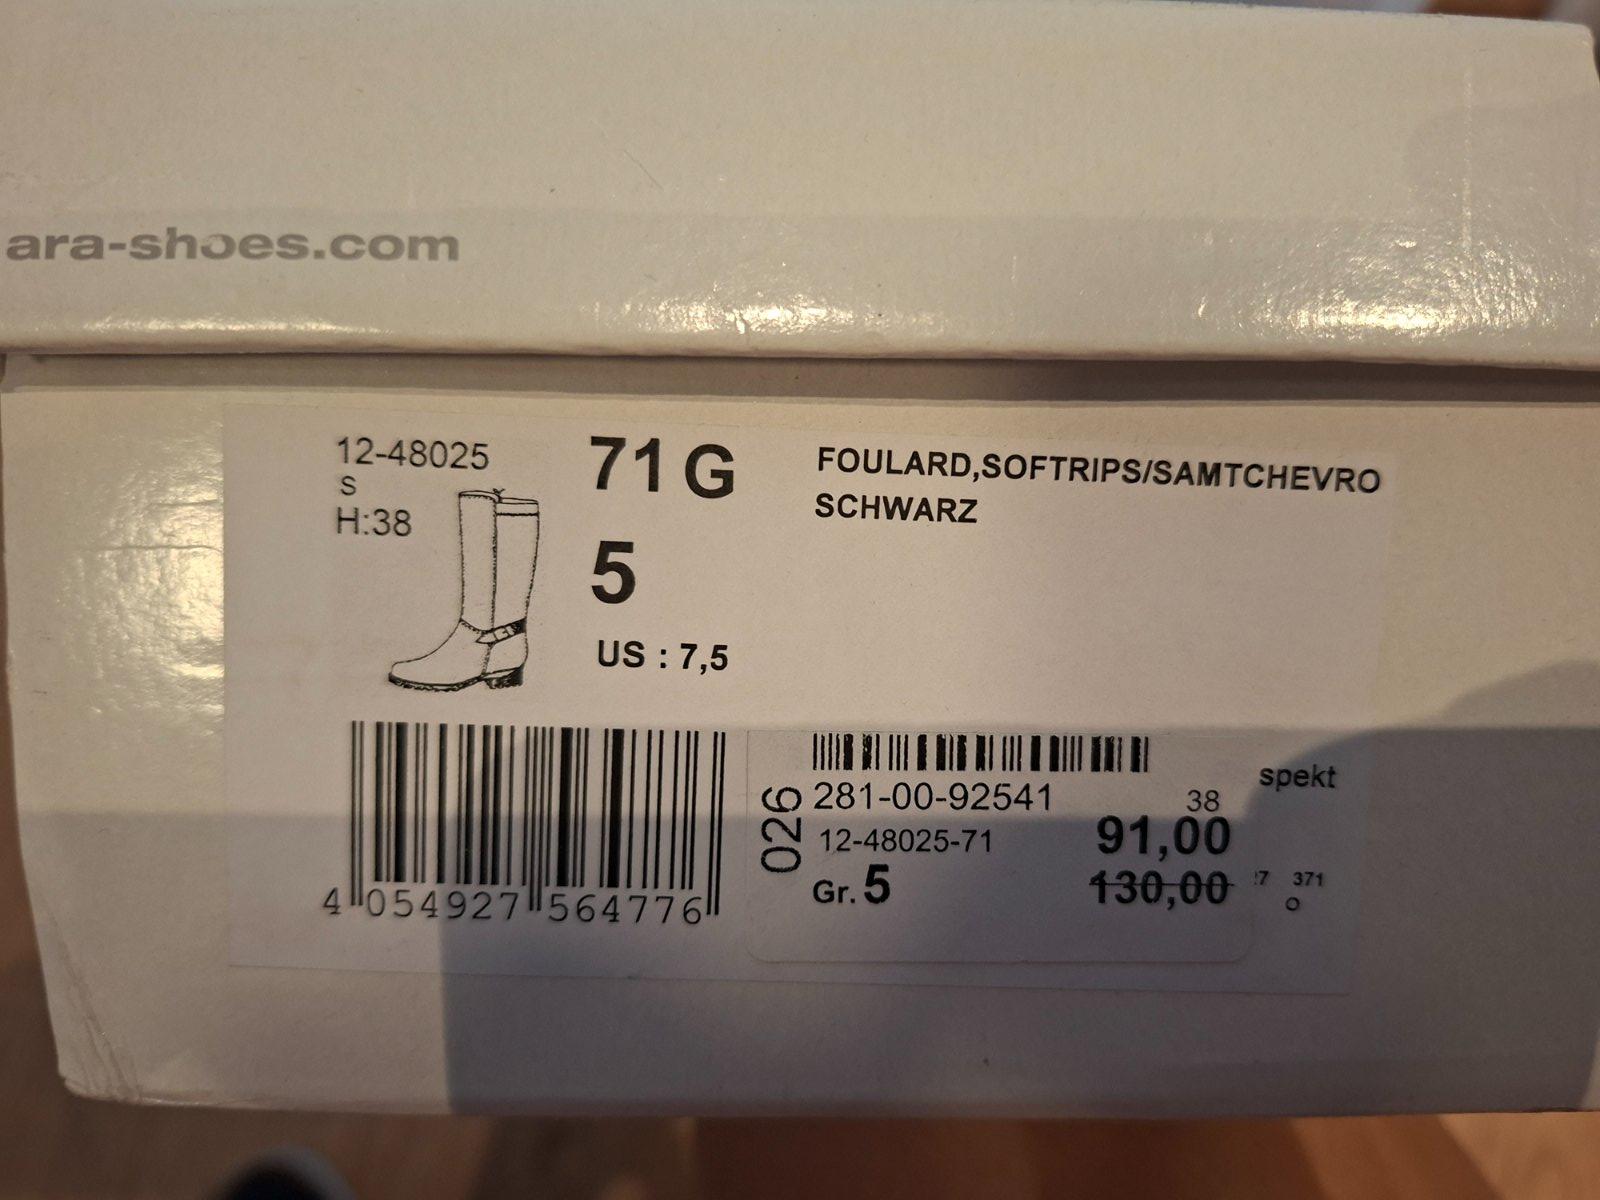 ara-shoes.com
12-48025
S
H:38
71 G
5
US : 7,5
FOULARD,SOFTRIPS/SAMTCHEVRO
SCHWARZ
4 054927 564776
026
281-00-92541
38
12-48025-71
91,00
Gr. 5
130,00
spekt
7 371
O